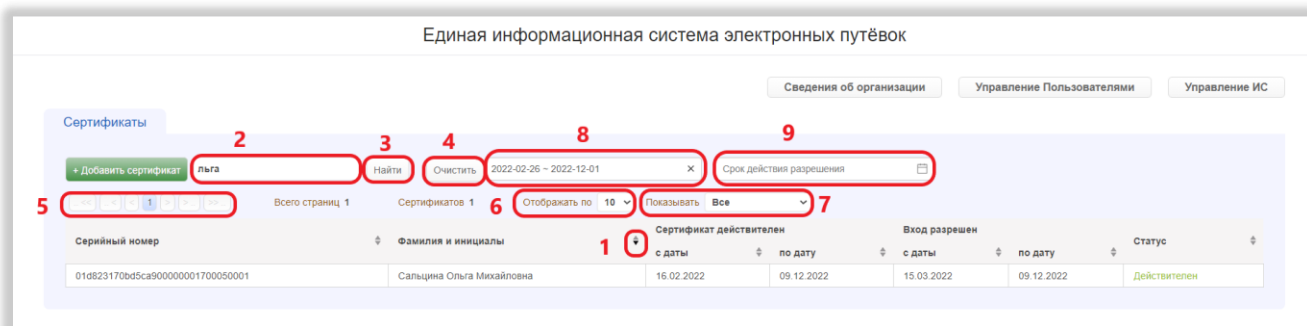 Единая информационная система электронных путёвок
Сведения об организации Управление Пользователями Управление ИС
Сертификаты
2 3 4 8 9
+ Добавить сертификат льга Найти Очистить 2022-02-26 ~ 2022-12-01 × Срок действия разрешения
5 ...<< ...< < 1 > >... >>... Всего страниц 1 Сертификатов 1 6 Отображать по 10 Показывать Все 7
Серийный номер Фамилия и инициалы 1 Сертификат действителен Вход разрешен Статус
с даты по дату с даты по дату
01d823170bd5ca900000001700050001 Сальцина Ольга Михайловна 16.02.2022 09.12.2022 15.03.2022 09.12.2022 Действителен